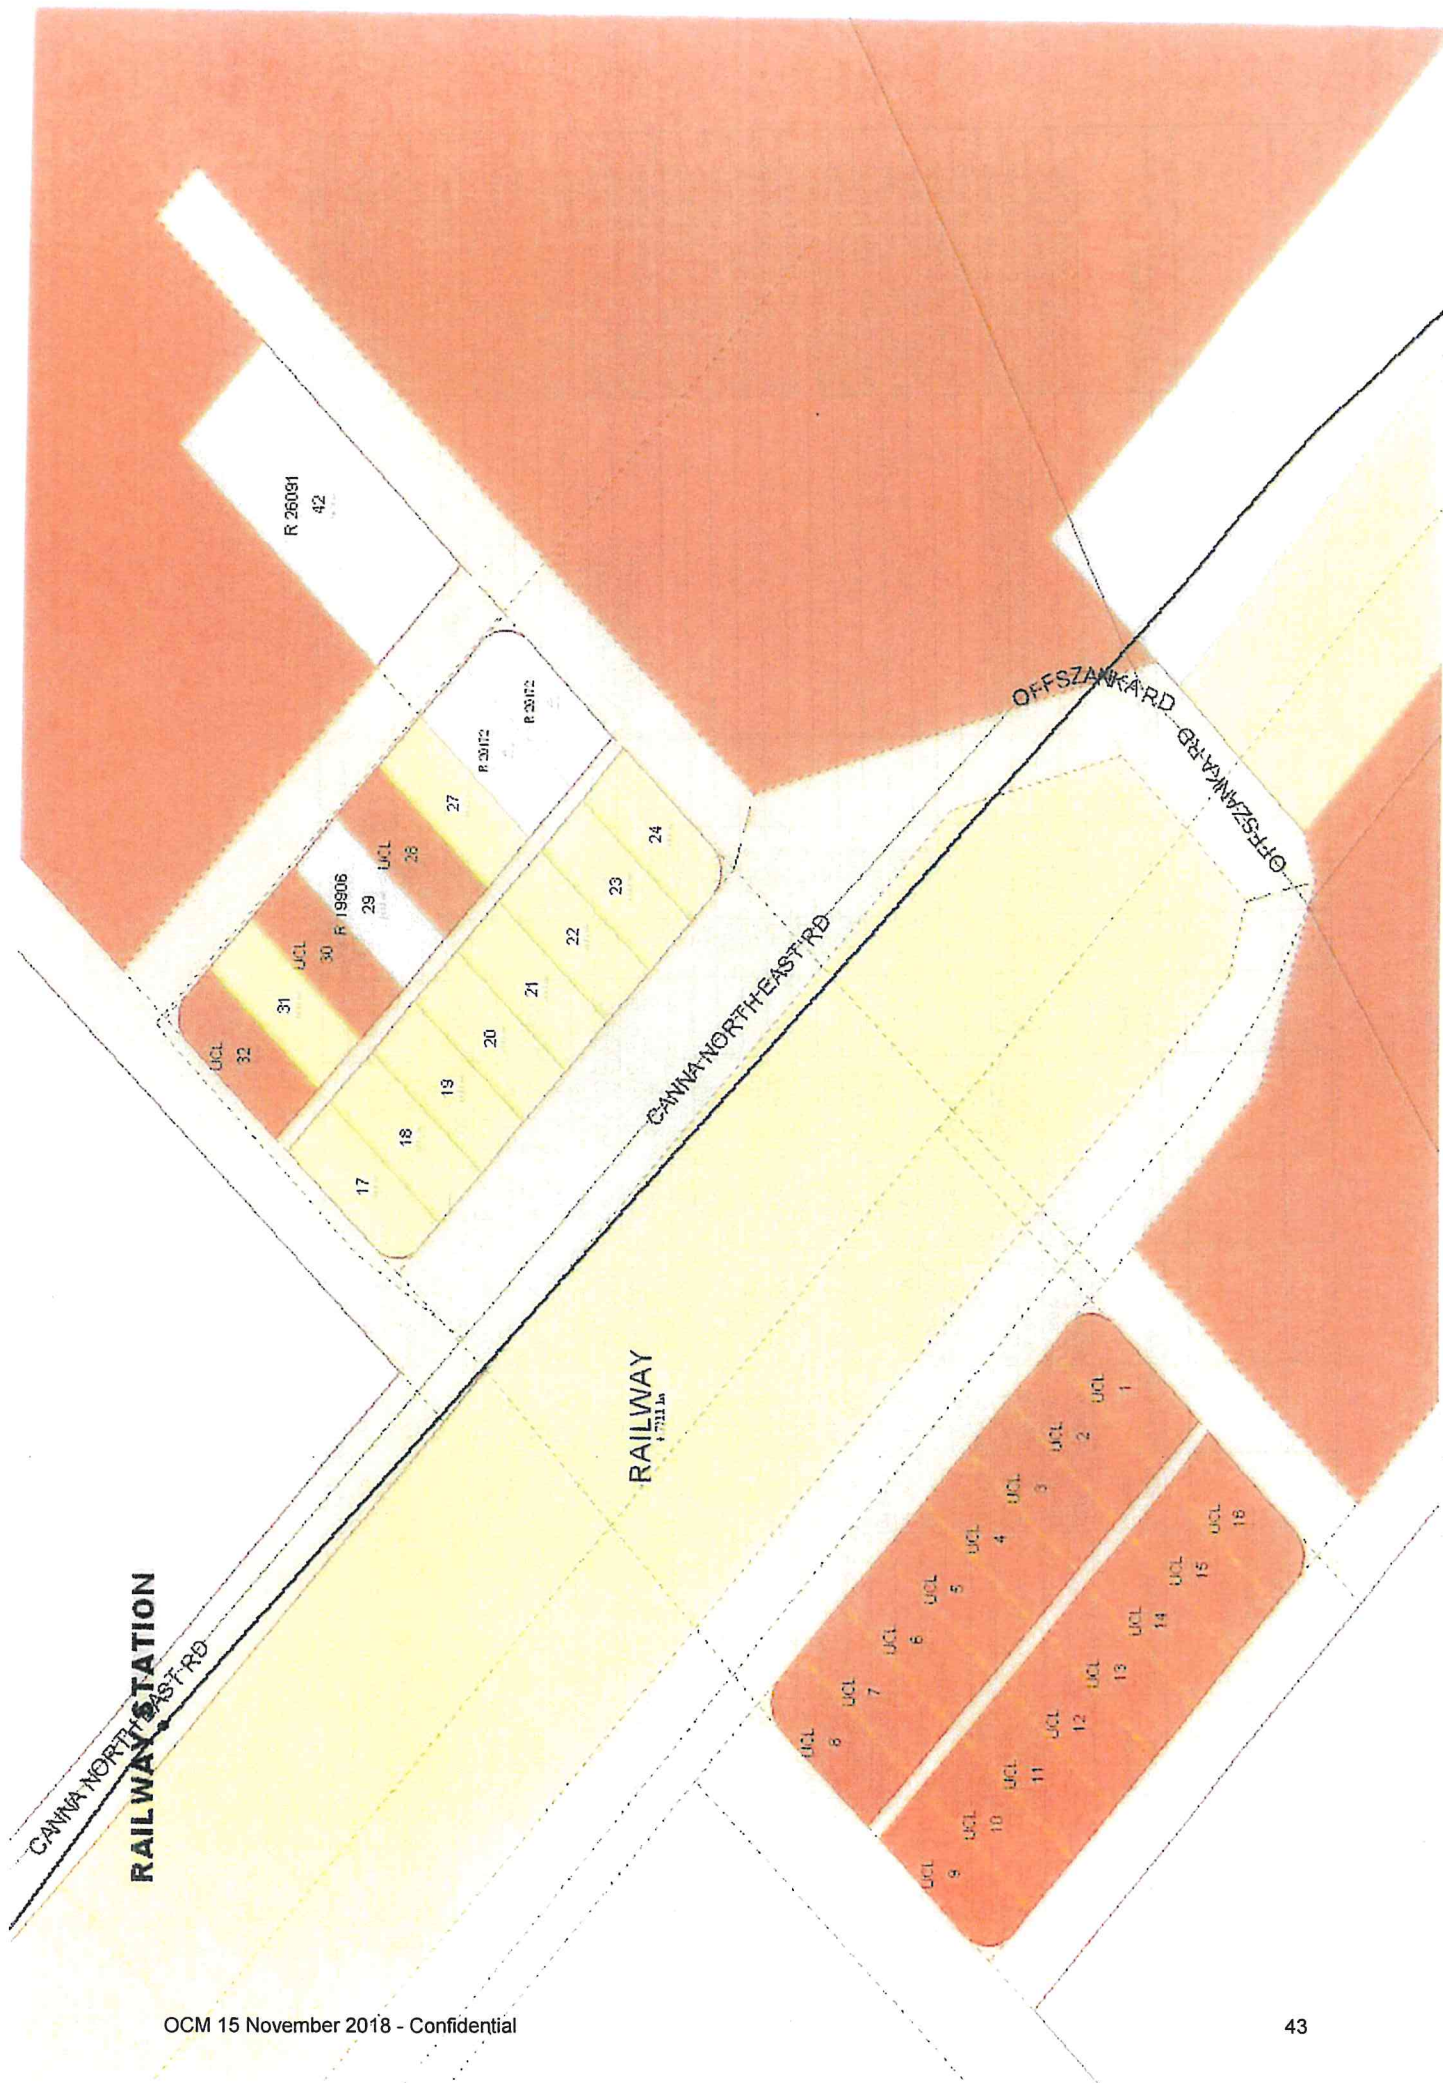 R 26091
42
R 20172
R 20172
27
UCL
28
R 19906
29
UCL
30
31
UCL
32
24
23
22
21
20
19
18
17
OFFSZANKA RD
OFFSZANKA RD
CANNA NORTH EAST RD
RAILWAY
UCL
1
UCL
2
UCL
3
UCL
4
UCL
5
UCL
6
UCL
7
UCL
8
UCL
16
UCL
15
UCL
14
UCL
13
UCL
12
UCL
11
UCL
10
UCL
9
CANNA NORTH EAST RD
RAILWAY STATION
OCM 15 November 2018 - Confidential
43